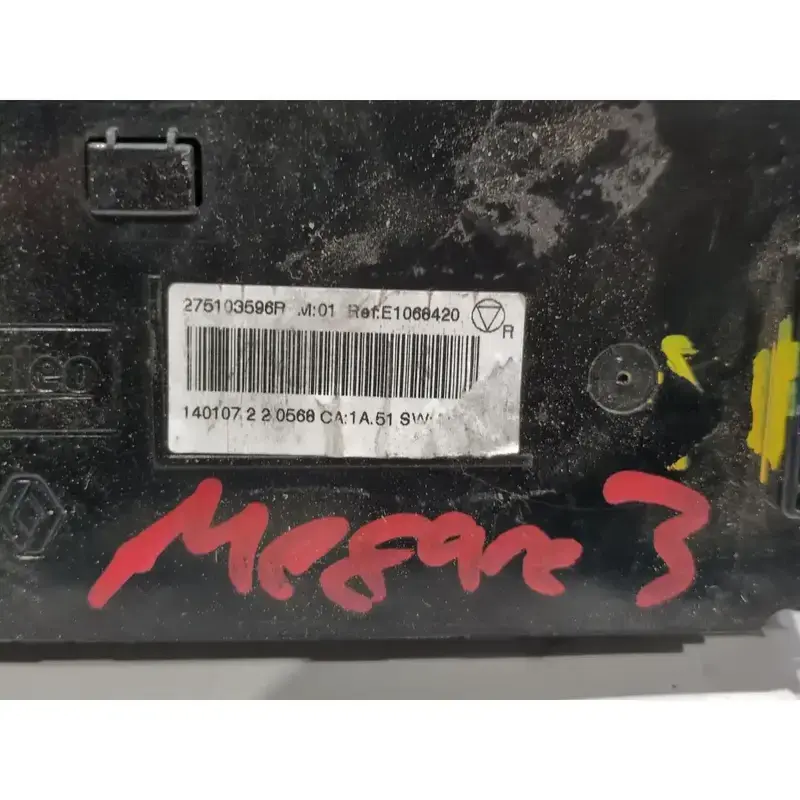 275103596R M:01 Ref:E1068420
R
140107 2 2 0568 CA:1A.51 SW
Megane 3